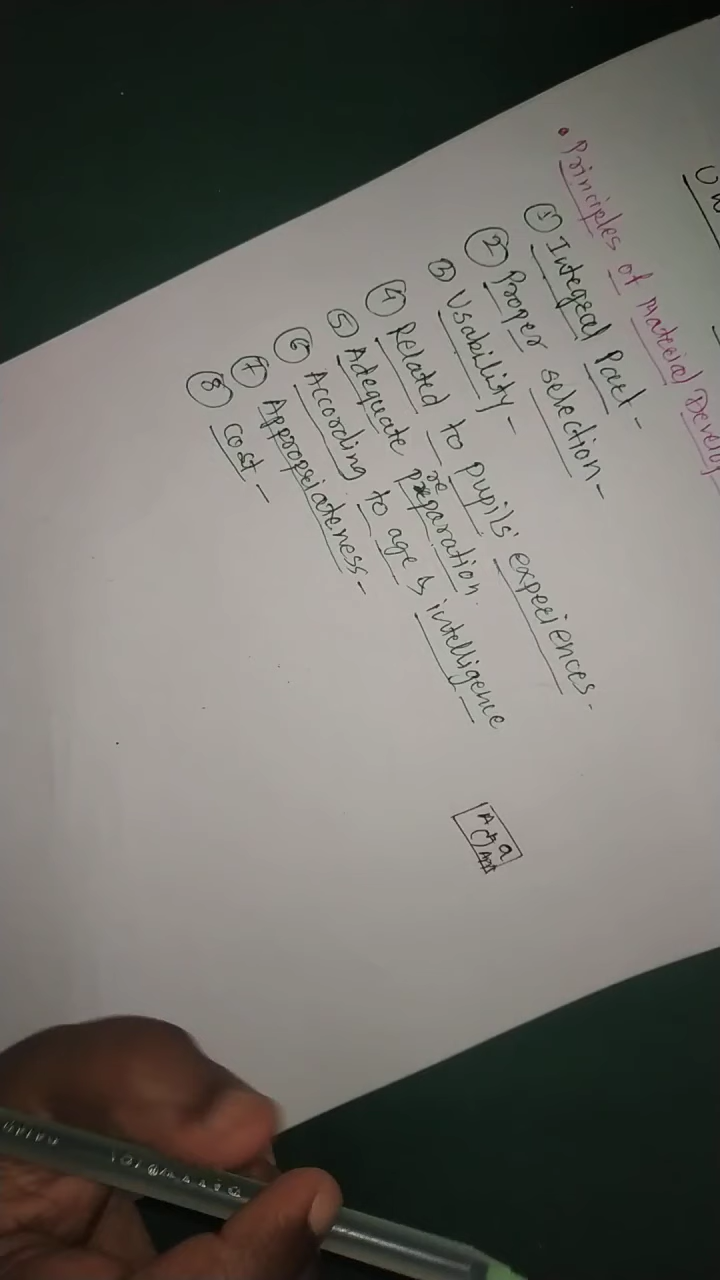 • Principles of Material Develop
① Integral Part -
② Proper selection -
③ Usability -
④ Related to pupils' experiences -
⑤ Adequate preparation.
⑥ According to age & intelligence
⑦ Appropriateness -
⑧ Cost -